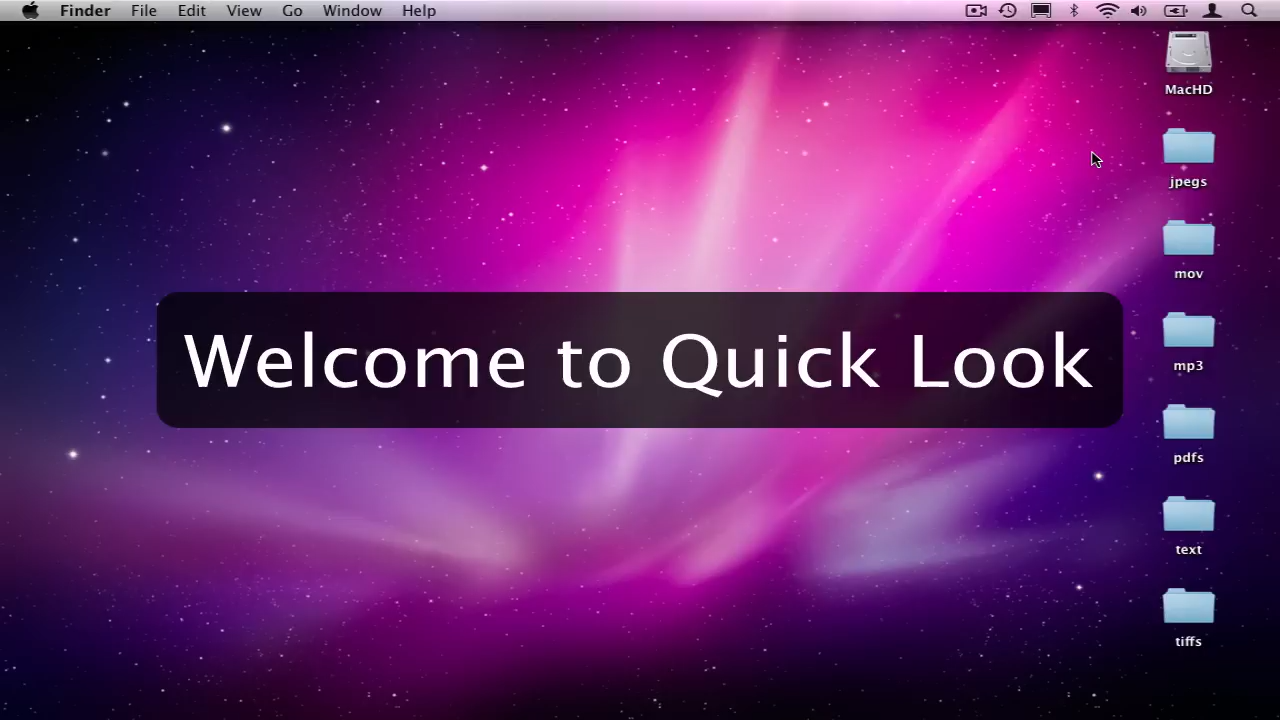 Finder File Edit View Go Window Help
MacHD
jpegs
mov
Welcome to Quick Look
mp3
pdfs
text
tiffs